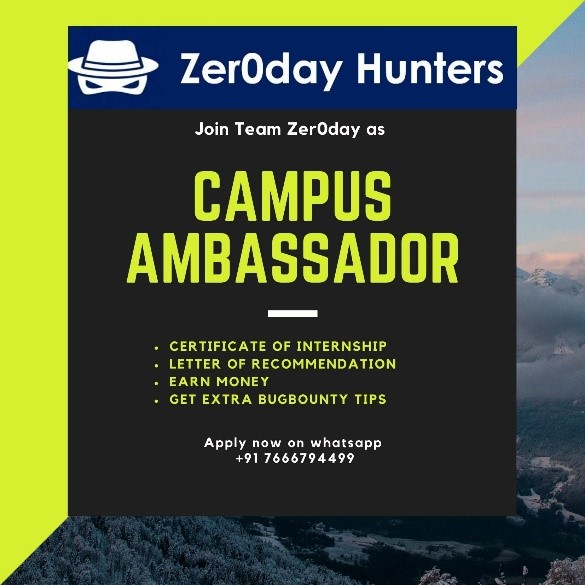 Zer0day Hunters
Join Team Zer0day as
CAMPUS
AMBASSADOR
• CERTIFICATE OF INTERNSHIP
• LETTER OF RECOMMENDATION
• EARN MONEY
• GET EXTRA BUGBOUNTY TIPS
Apply now on whatsapp
+91 7666794499